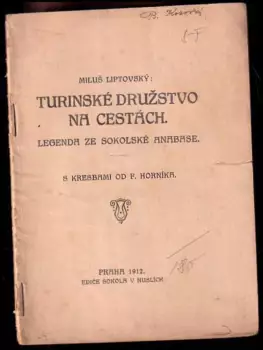 MILUŠ LIPTOVSKÝ:
TURINSKÉ DRUŽSTVO
NA CESTÁCH.
LEGENDA ZE SOKOLSKÉ ANABASE.
S KRESBAMI OD P. HORNÍKA.
PRAHA 1912.
EDICE SOKOLA V NUSLÍCH